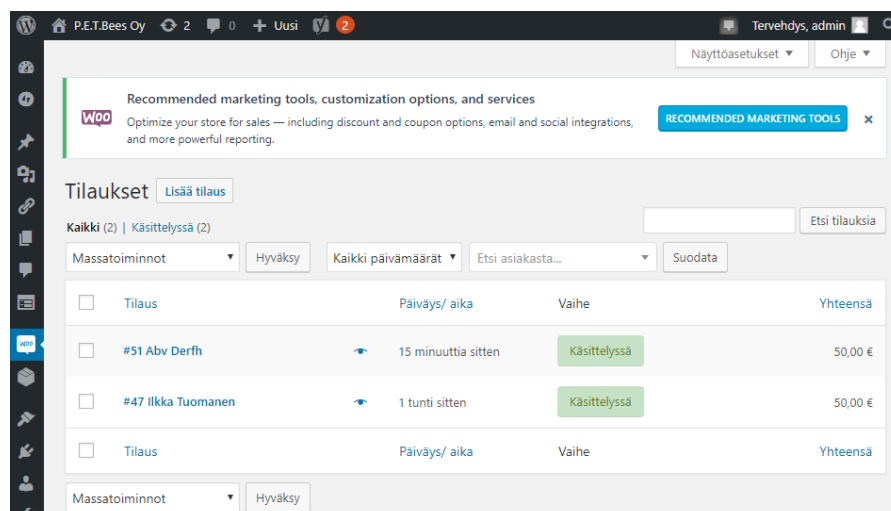 P.E.T.Bees Oy 2 0 Uusi 2 Tervehdys, admin
Näyttöasetukset ▼ Ohje ▼
Recommended marketing tools, customization options, and services
Woo
Optimize your store for sales — including discount and coupon options, email and social integrations,
and more powerful reporting.
RECOMMENDED MARKETING TOOLS
Tilaukset Lisää tilaus
Kaikki (2) | Käsittelyssä (2)
Etsi tilauksia
Massatoiminnot ▼ Hyväksy Kaikki päivämäärät ▼ Etsi asiakasta... ▼ Suodata
Tilaus Päiväys/ aika Vaihe Yhteensä
#51 Abv Derfh 15 minuuttia sitten Käsittelyssä 50,00 €
#47 Ilkka Tuomanen 1 tunti sitten Käsittelyssä 50,00 €
Tilaus Päiväys/ aika Vaihe Yhteensä
Massatoiminnot ▼ Hyväksy